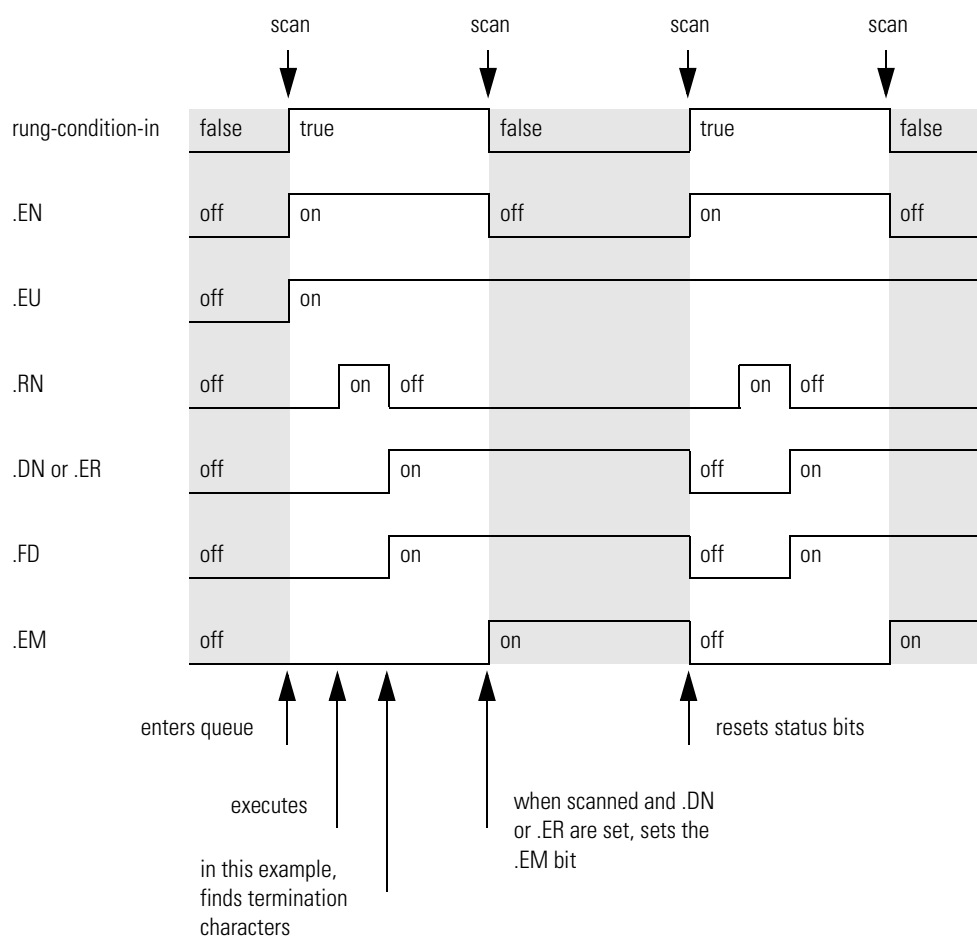 scan scan scan scan
rung-condition-in false true false true false
.EN off on off on off
.EU off on
.RN off on off on off
.DN or .ER off on off on
.FD off on off on
.EM off on off on
enters queue resets status bits
executes
when scanned and .DN
or .ER are set, sets the
.EM bit
in this example,
finds termination
characters